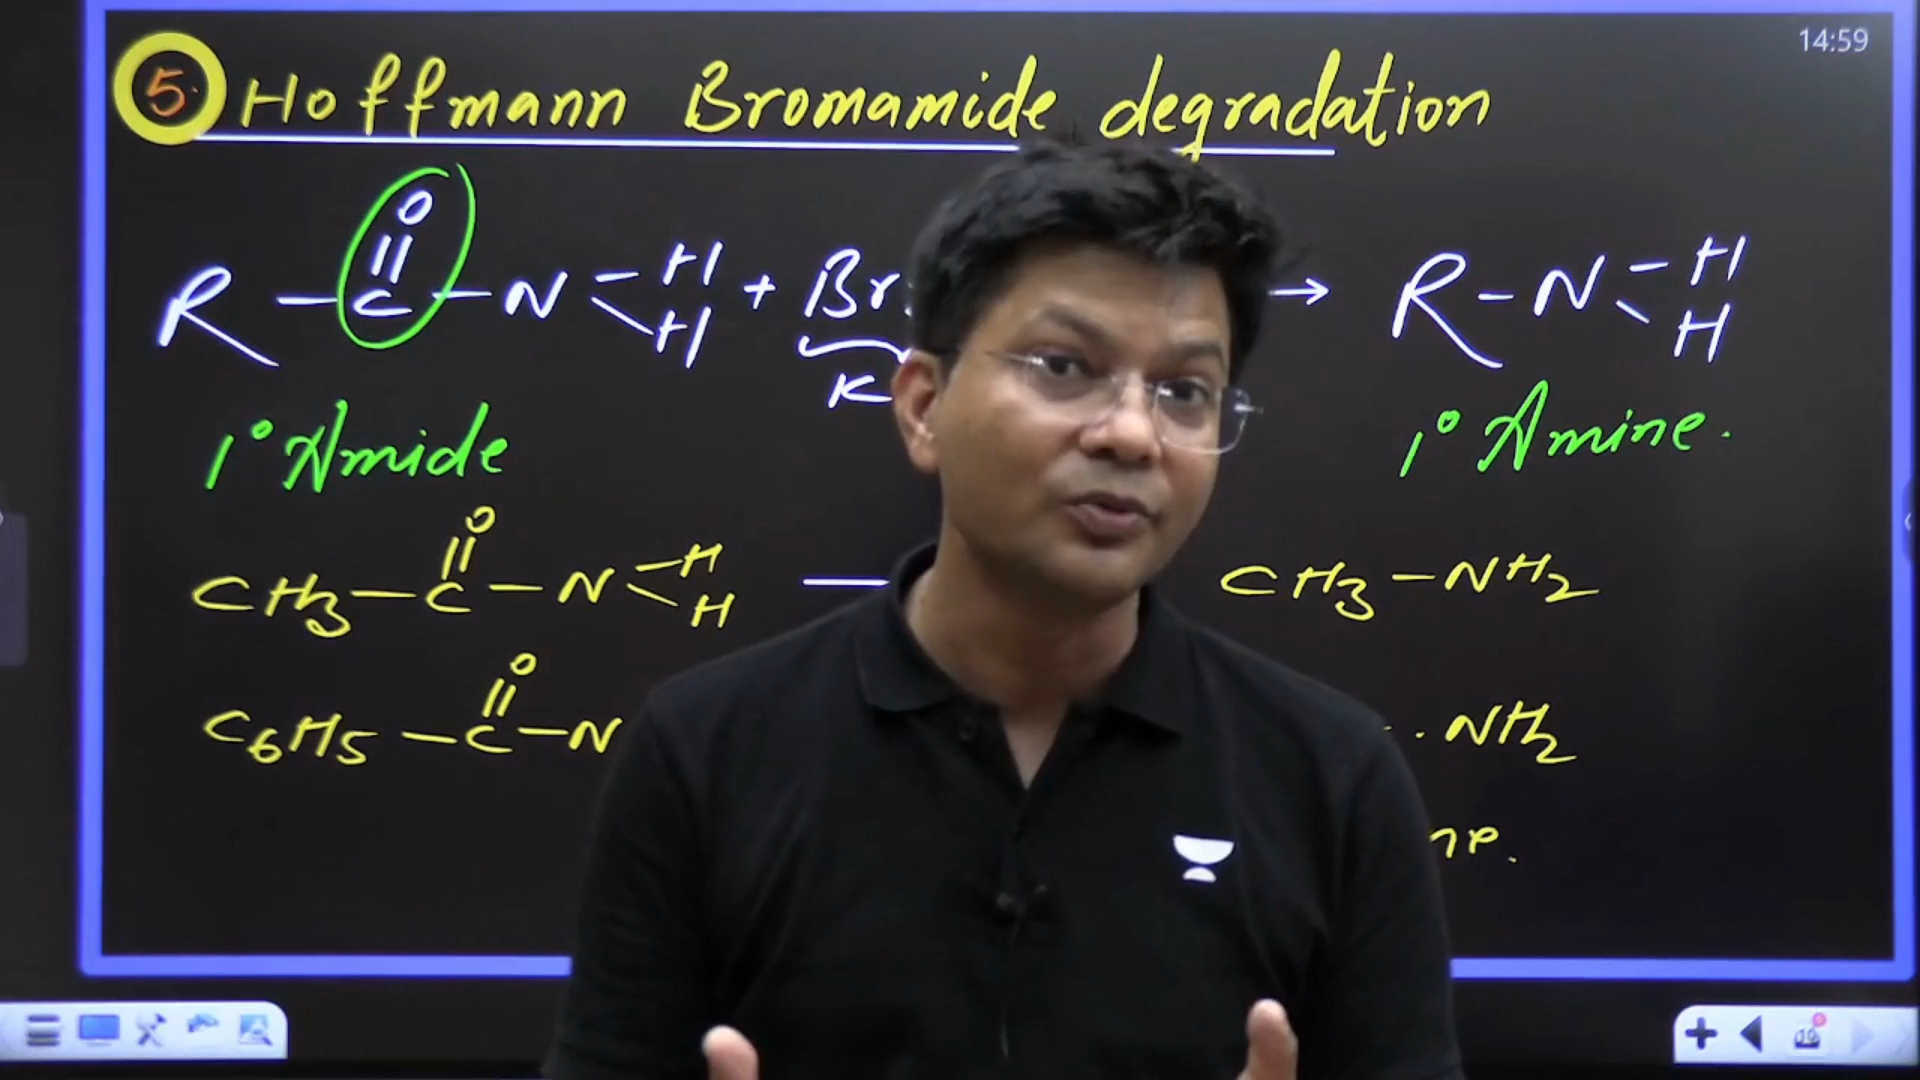 14:59
5. Hoffmann Bromamide degradation
O
R - C - N - H + Br → R - N - H
H H
K
1° Amide 1° Amine.
O
CH3 - C - N - H CH3 - NH2
H
O
C6H5 - C - N NH2